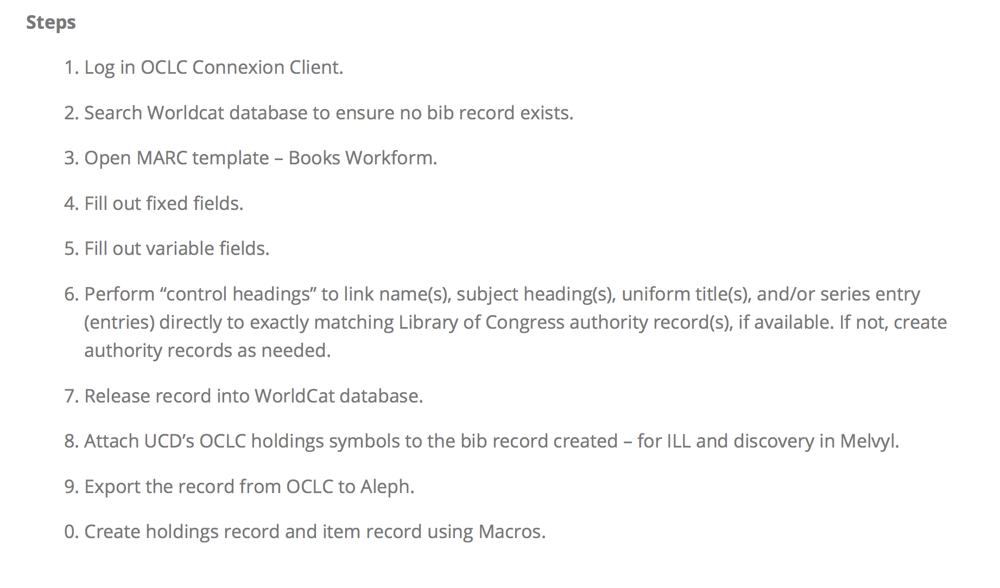 Steps
1. Log in OCLC Connexion Client.
2. Search Worldcat database to ensure no bib record exists.
3. Open MARC template – Books Workform.
4. Fill out fixed fields.
5. Fill out variable fields.
6. Perform “control headings” to link name(s), subject heading(s), uniform title(s), and/or series entry
(entries) directly to exactly matching Library of Congress authority record(s), if available. If not, create
authority records as needed.
7. Release record into WorldCat database.
8. Attach UCD’s OCLC holdings symbols to the bib record created – for ILL and discovery in Melvyl.
9. Export the record from OCLC to Aleph.
0. Create holdings record and item record using Macros.